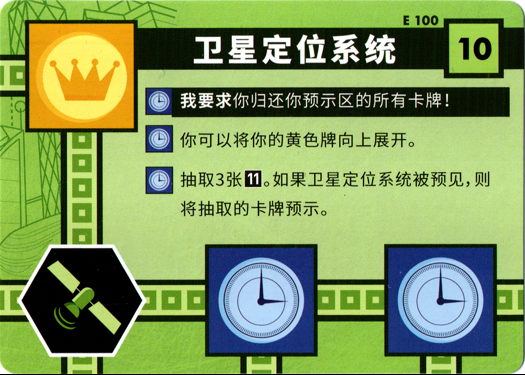 E 100
卫星定位系统
10
我要求你归还你预示区的所有卡牌！
你可以将你的黄色牌向上展开。
抽取3张11。如果卫星定位系统被预见，则
将抽取的卡牌预示。